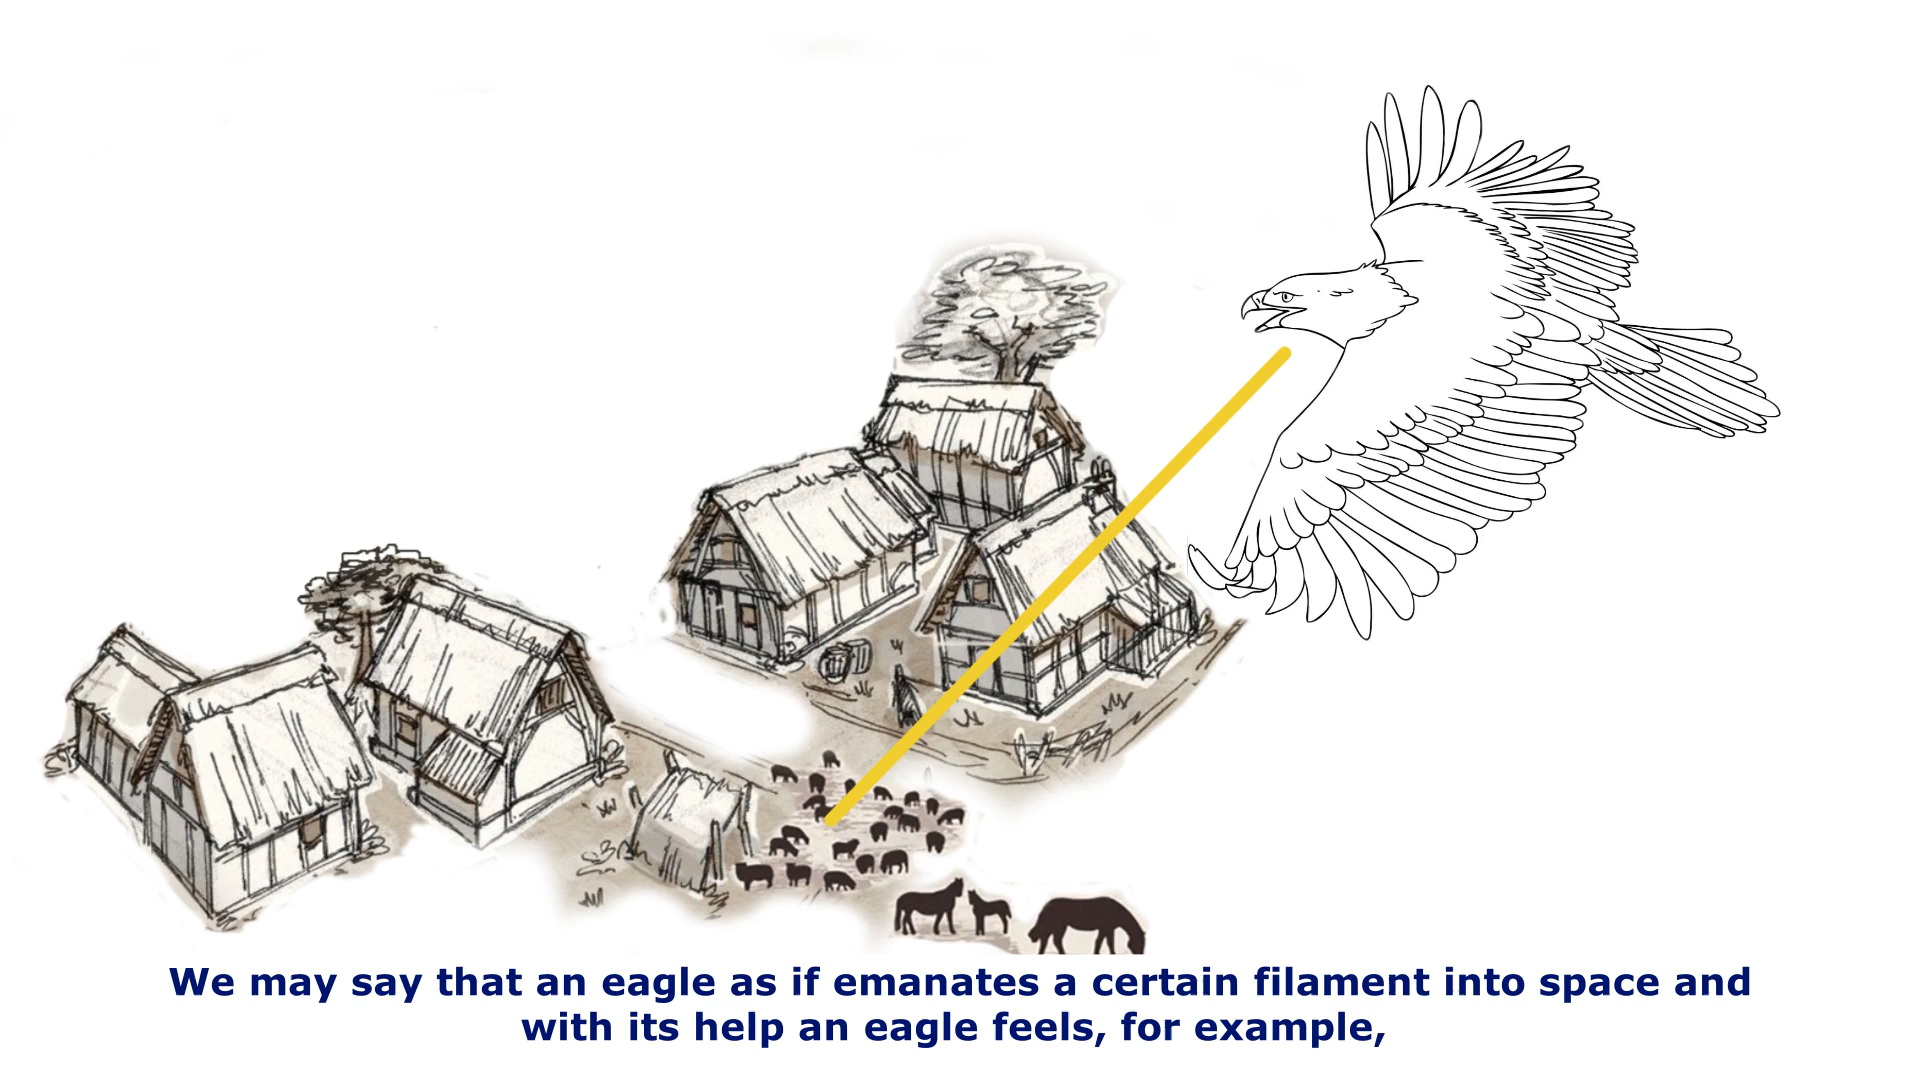 We may say that an eagle as if emanates a certain filament into space and
with its help an eagle feels, for example,